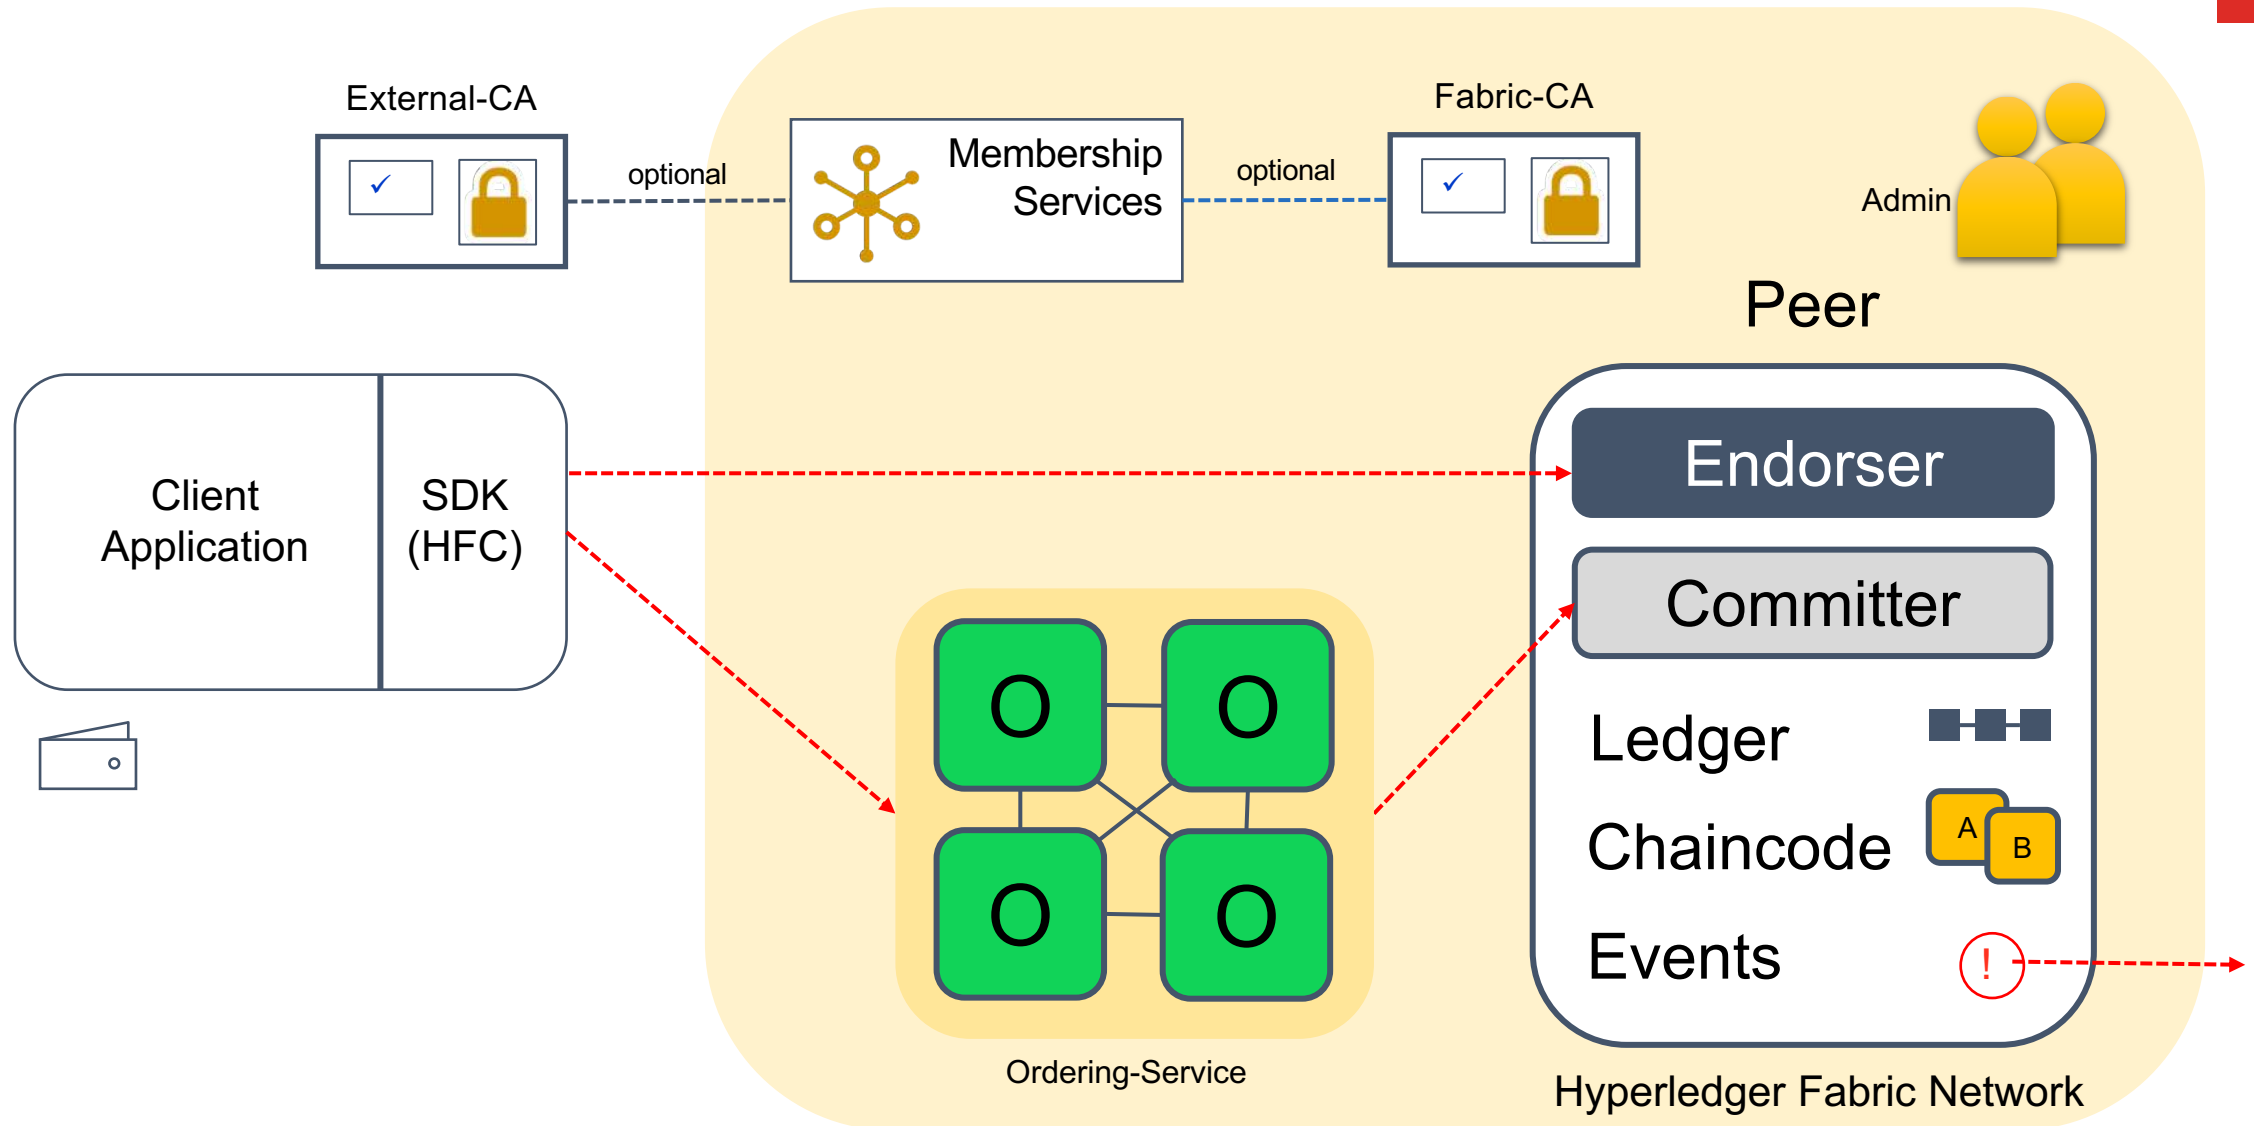 External-CA
optional
Membership
Services
optional
Fabric-CA
Admin
Peer
Client
Application
SDK
(HFC)
Endorser
Committer
Ledger
Chaincode
A
B
Events
!
O
O
O
O
Ordering-Service
Hyperledger Fabric Network